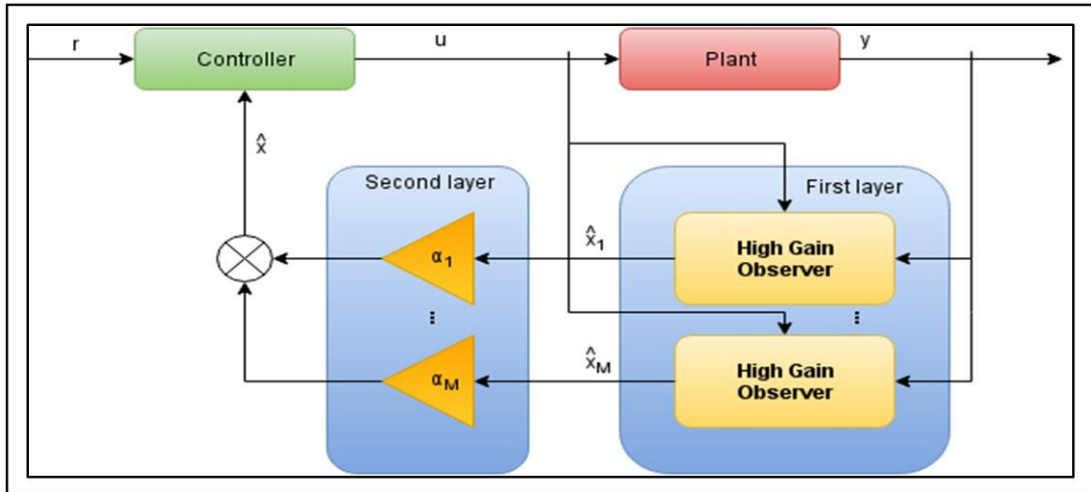 r
Controller
u
Plant
y
x̂
Second layer
First layer
α1
x̂1
High Gain
Observer
⋮
⋮
αM
x̂M
High Gain
Observer